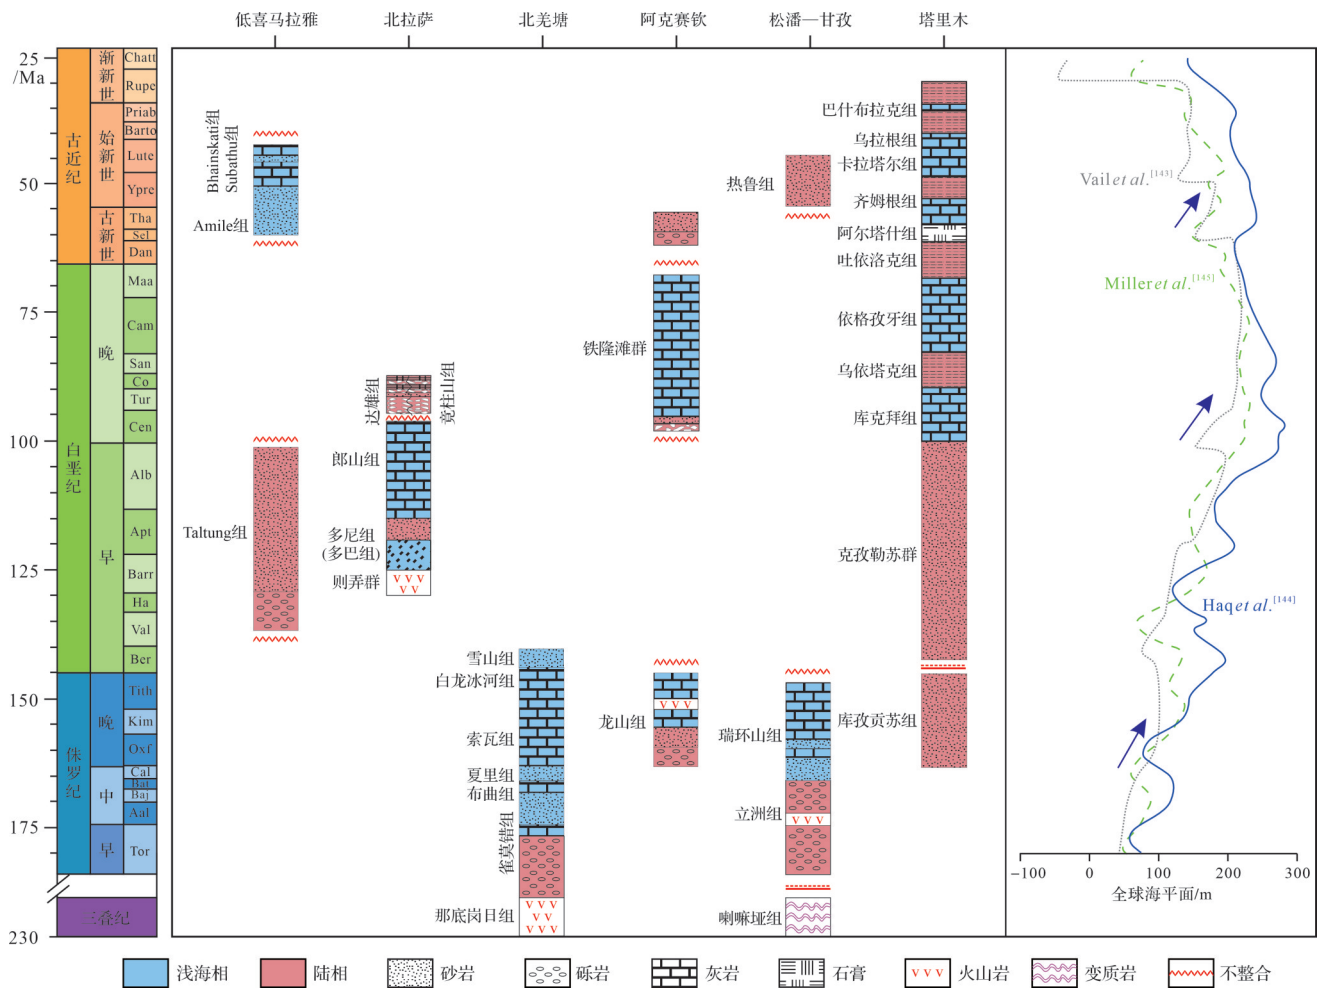 低喜马拉雅 北拉萨 北羌塘 阿克赛钦 松潘—甘孜 塔里木
25
/Ma
50
75
100
125
150
175
230
古近纪
白垩纪
侏罗纪
三叠纪
渐新世
始新世
古新世
晚
早
晚
中
早
Chatt
Rupe
Priab
Barto
Lute
Ypre
Tha
Sel
Dan
Maa
Cam
San
Co
Tur
Cen
Alb
Apt
Barr
Ha
Val
Ber
Tith
Kim
Oxf
Cal
Bat
Baj
Aal
Tor
Bhainskati组
Subathu组
Amile组
Taltung组
达雄组
竟柱山组
郎山组
多尼组
(多巴组)
则弄群
雪山组
白龙冰河组
索瓦组
夏里组
布曲组
雀莫错组
那底岗日组
铁隆滩群
龙山组
热鲁组
瑞环山组
立洲组
喇嘛垭组
巴什布拉克组
乌拉根组
卡拉塔尔组
齐姆根组
阿尔塔什组
吐依洛克组
依格孜牙组
乌依塔克组
库克拜组
克孜勒苏群
库孜贡苏组
Vail et al.[143]
Miller et al.[145]
Haq et al.[144]
−100 0 100 200 300
全球海平面/m
浅海相 陆相 砂岩 砾岩 灰岩 石膏 火山岩 变质岩 不整合